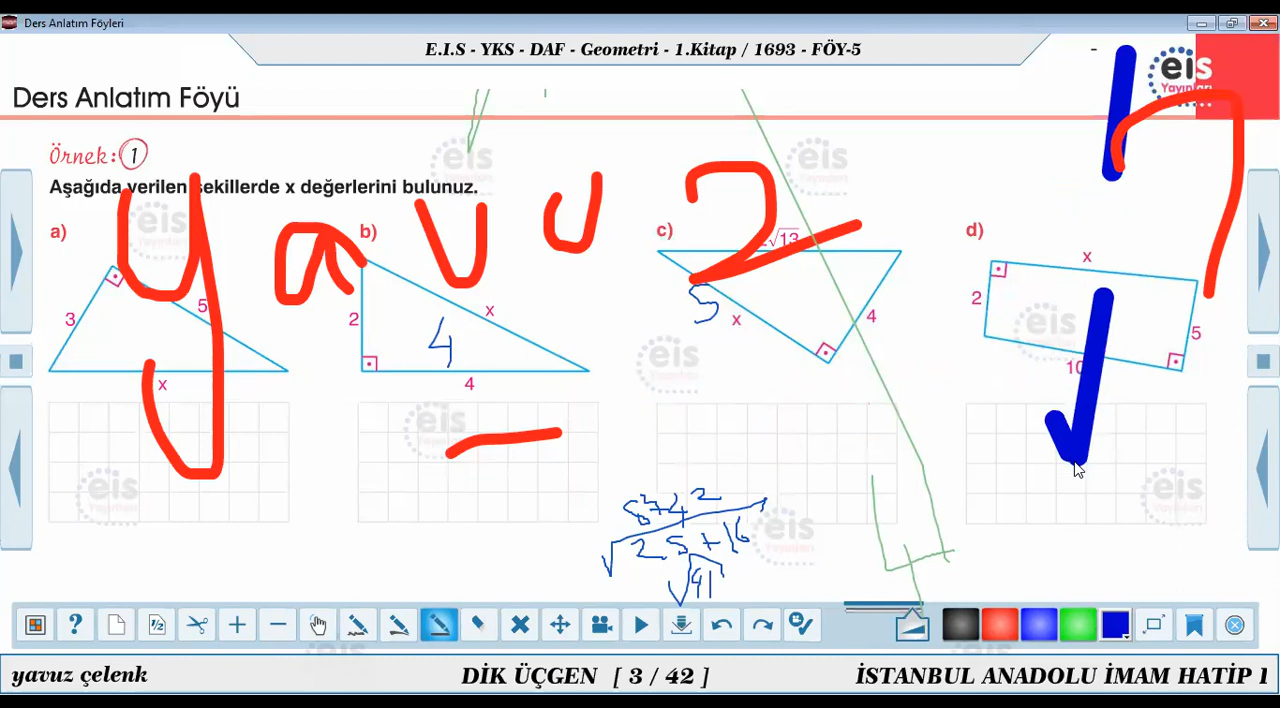 Ders Anlatım Föyleri
E.I.S - YKS - DAF - Geometri - 1.Kitap / 1693 - FÖY-5
eis
Yayınları
Ders Anlatım Föyü
Örnek: 1
Aşağıda verilen şekillerde x değerlerini bulunuz.
a)
3
5
x
b)
2
x
4
4
c)
√13
5
x
4
d)
x
2
5
10
yavuz
5²+4²
√25+16
√41
yavuz çelenk
DİK ÜÇGEN [ 3 / 42 ]
İSTANBUL ANADOLU İMAM HATİP 1